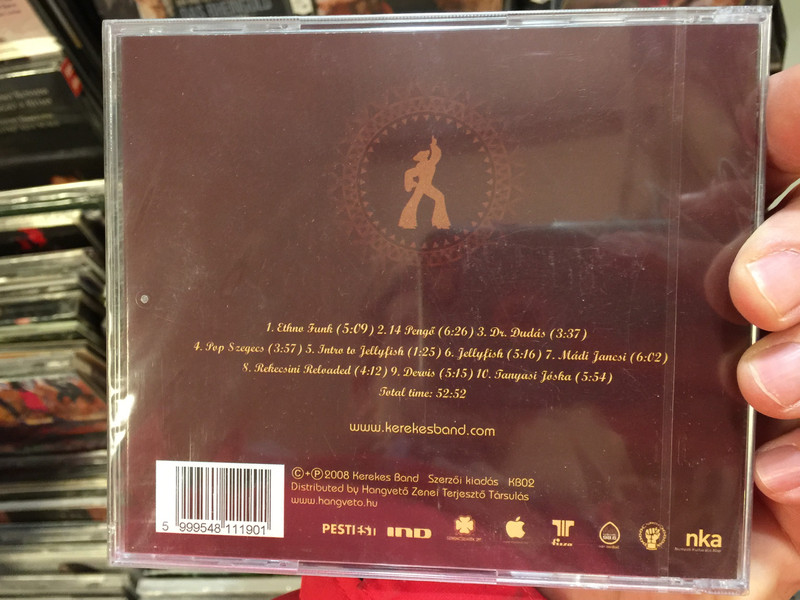 1. Ethno Funk (5:09) 2. 14 Pengő (6:26) 3. Dr. Dudás (3:37)
4. Pop Szegecs (3:57) 5. Intro to Jellyfish (1:25) 6. Jellyfish (5:16) 7. Mádi Jancsi (6:02)
8. Rekecsini Reloaded (4:12) 9. Dervis (5:15) 10. Tanyasi Jóska (5:54)
Total time: 52:52
www.kerekesband.com
©+℗2008 Kerekes Band Szerzői kiadás KB02
Distributed by Hangvető Zenei Terjesztő Társulás
www.hangveto.hu
5 999548 111901
PESTI EST IND
nka